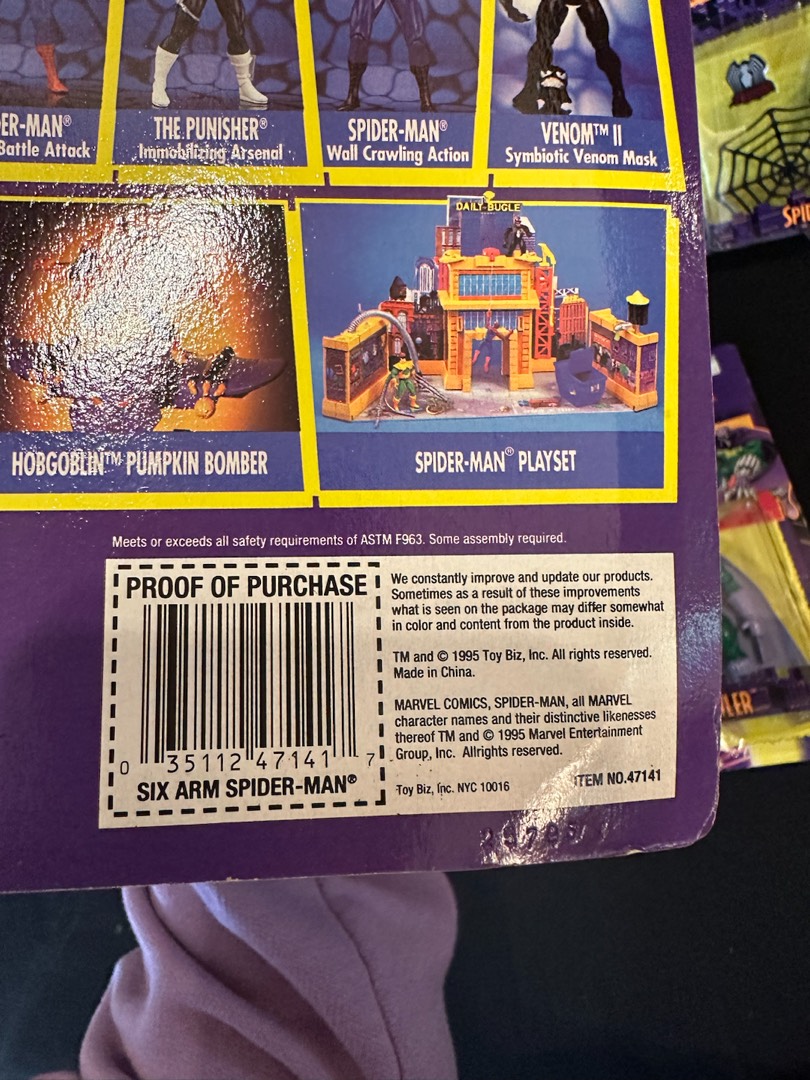 ER-MAN®
Battle Attack
THE PUNISHER®
Immobilizing Arsenal
SPIDER-MAN®
Wall Crawling Action
VENOM™ II
Symbiotic Venom Mask
SPI
DAILY BUGLE
HOBGOBLIN™ PUMPKIN BOMBER
SPIDER-MAN® PLAYSET
Meets or exceeds all safety requirements of ASTM F963. Some assembly required.
PROOF OF PURCHASE
0 35112 47141 7
SIX ARM SPIDER-MAN®
We constantly improve and update our products.
Sometimes as a result of these improvements
what is seen on the package may differ somewhat
in color and content from the product inside.
TM and © 1995 Toy Biz, Inc. All rights reserved.
Made in China.
MARVEL COMICS, SPIDER-MAN, all MARVEL
character names and their distinctive likenesses
thereof TM and © 1995 Marvel Entertainment
Group, Inc. Allrights reserved.
Toy Biz, Inc. NYC 10016
ITEM NO.47141
LER